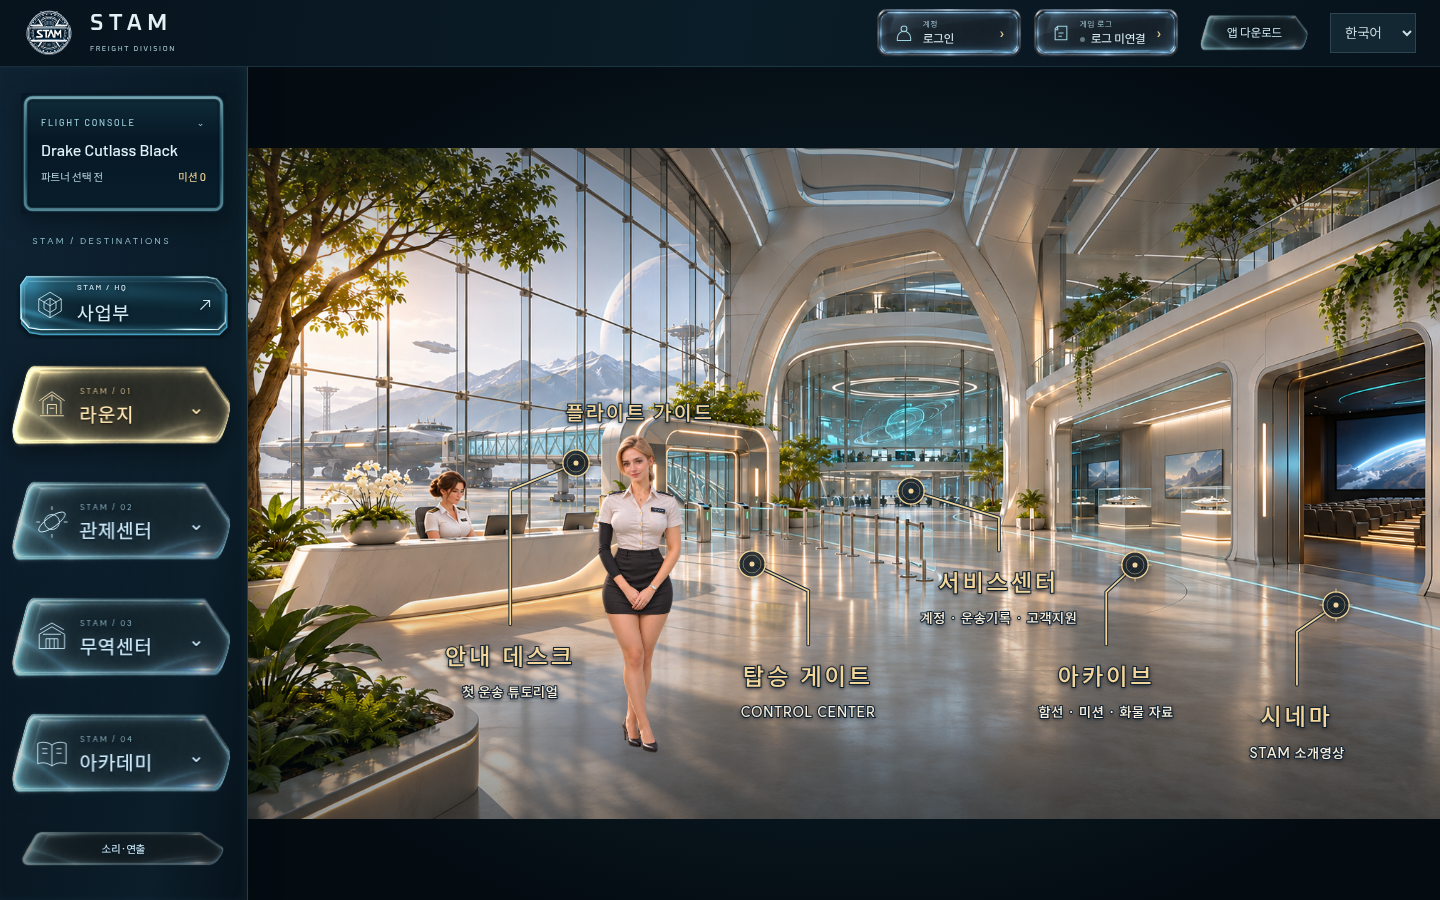 STAM
STAM
FREIGHT DIVISION
계정
로그인
게임 로그
로그 미연결
앱 다운로드
한국어
FLIGHT CONSOLE
Drake Cutlass Black
파트너 선택 전
미션 0
STAM / DESTINATIONS
STAM / HQ
사업부
STAM / 01
라운지
STAM / 02
관제센터
STAM / 03
무역센터
STAM / 04
아카데미
소리·연출
플라이트 가이드
안내 데스크
첫 운송 튜토리얼
탑승 게이트
CONTROL CENTER
서비스센터
계정 · 운송기록 · 고객지원
아카이브
함선 · 미션 · 화물 자료
시네마
STAM 소개영상